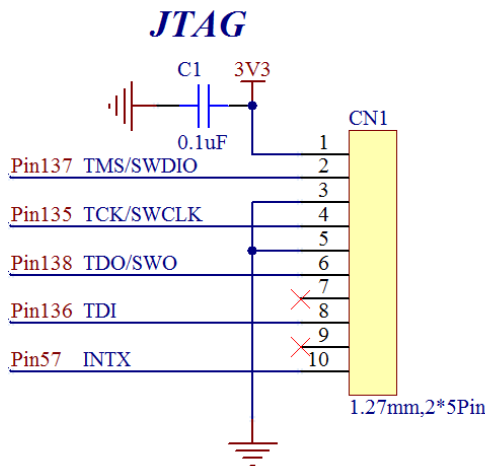 JTAG
C1 3V3
0.1uF
CN1
1
Pin137 TMS/SWDIO 2
3
Pin135 TCK/SWCLK 4
5
Pin138 TDO/SWO 6
7
Pin136 TDI 8
9
Pin57 INTX 10
1.27mm,2*5Pin